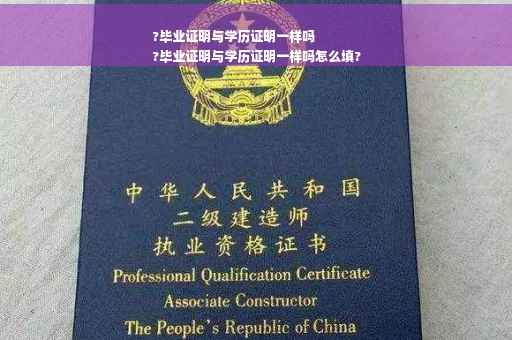 ?毕业证明与学历证明一样吗
?毕业证明与学历证明一样吗怎么填?
中华人民共和国
二级建造师
执业资格证书
Professional Qualification Certificate
Associate Constructor
The People's Republic of China